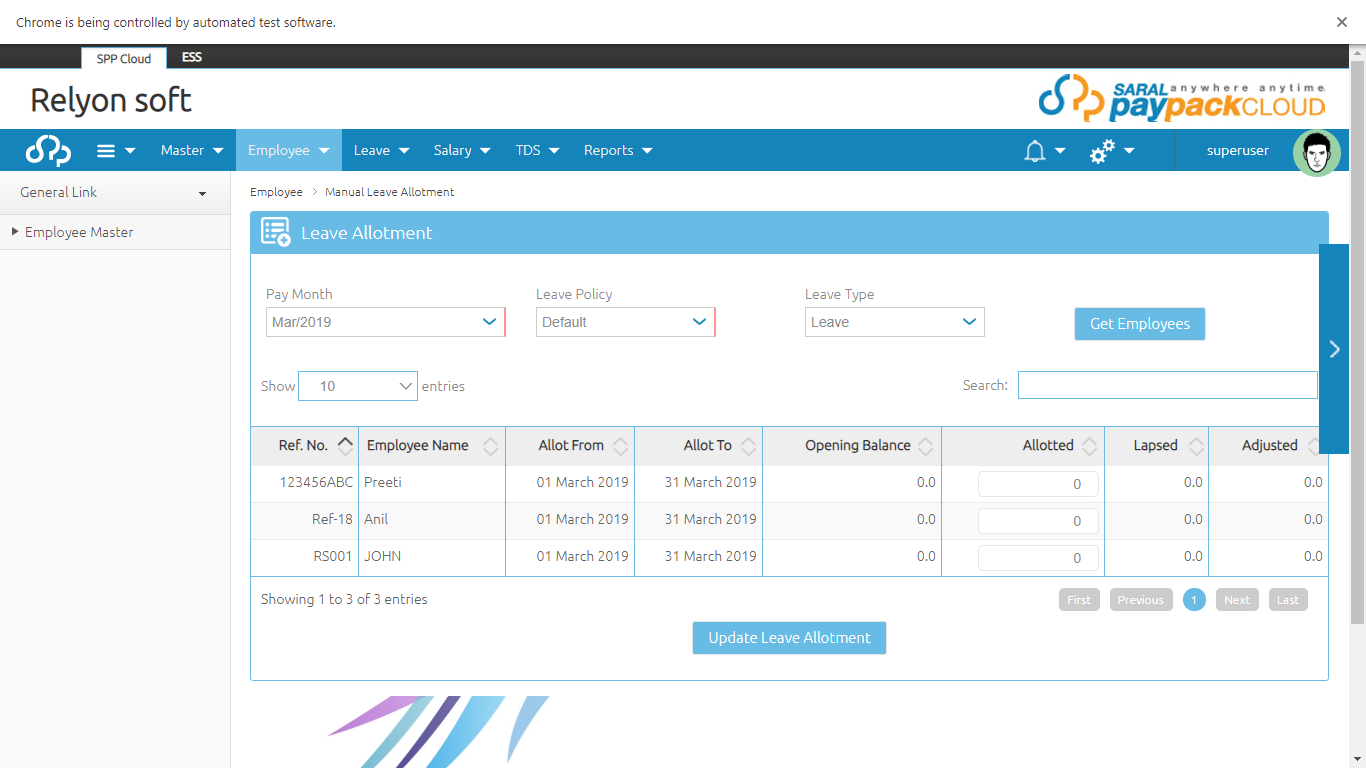 Chrome is being controlled by automated test software.
SPP Cloud ESS
Relyon soft
SARAL anywhere anytime
paypackCLOUD
Master Employee Leave Salary TDS Reports superuser
General Link
Employee Master
Employee Manual Leave Allotment
Leave Allotment
Pay Month Leave Policy Leave Type
Mar/2019 Default Leave Get Employees
Show 10 entries Search:
Ref. No. Employee Name Allot From Allot To Opening Balance Allotted Lapsed Adjusted
123456ABC Preeti 01 March 2019 31 March 2019 0.0 0 0.0 0.0
Ref-18 Anil 01 March 2019 31 March 2019 0.0 0 0.0 0.0
RS001 JOHN 01 March 2019 31 March 2019 0.0 0 0.0 0.0
Showing 1 to 3 of 3 entries First Previous 1 Next Last
Update Leave Allotment